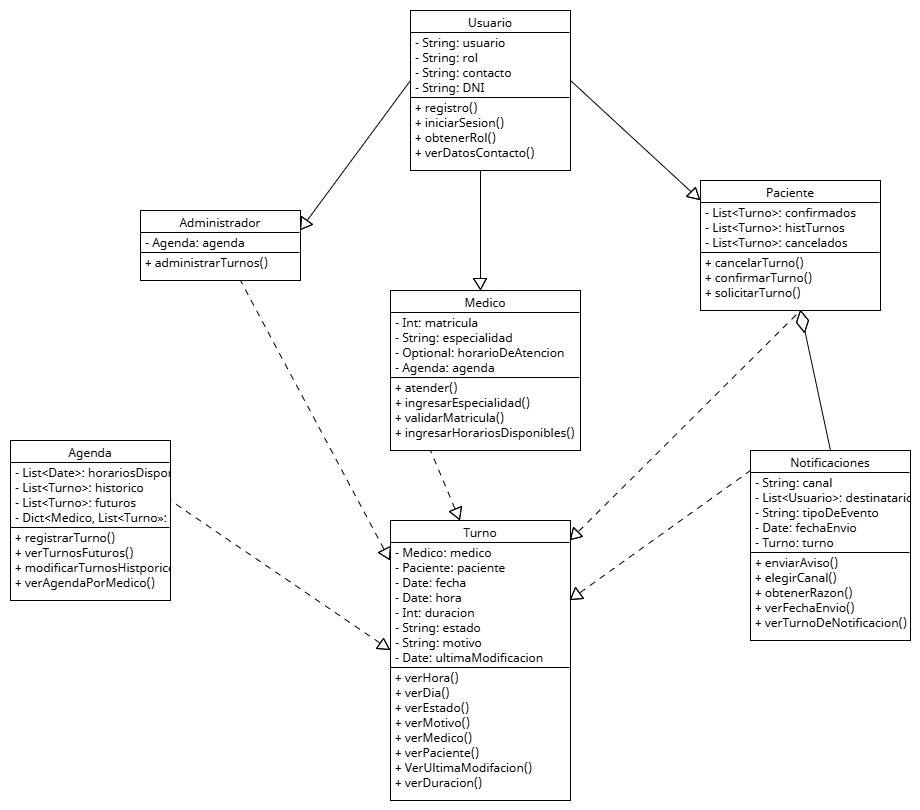 Usuario
- String: usuario
- String: rol
- String: contacto
- String: DNI
+ registro()
+ iniciarSesion()
+ obtenerRol()
+ verDatosContacto()
Administrador
- Agenda: agenda
+ administrarTurnos()
Paciente
- List<Turno>: confirmados
- List<Turno>: histTurnos
- List<Turno>: cancelados
+ cancelarTurno()
+ confirmarTurno()
+ solicitarTurno()
Medico
- Int: matricula
- String: especialidad
- Optional: horarioDeAtencion
- Agenda: agenda
+ atender()
+ ingresarEspecialidad()
+ validarMatricula()
+ ingresarHorariosDisponibles()
Agenda
- List<Date>: horariosDispor
- List<Turno>: historico
- List<Turno>: futuros
- Dict<Medico, List<Turno»:
+ registrarTurno()
+ verTurnosFuturos()
+ modificarTurnosHistporico
+ verAgendaPorMedico()
Notificaciones
- String: canal
- List<Usuario>: destinatario
- String: tipoDeEvento
- Date: fechaEnvio
- Turno: turno
+ enviarAviso()
+ elegirCanal()
+ obtenerRazon()
+ verFechaEnvio()
+ verTurnoDeNotificacion()
Turno
- Medico: medico
- Paciente: paciente
- Date: fecha
- Date: hora
- Int: duracion
- String: estado
- String: motivo
- Date: ultimaModificacion
+ verHora()
+ verDia()
+ verEstado()
+ verMotivo()
+ verMedico()
+ verPaciente()
+ VerUltimaModifacion()
+ verDuracion()